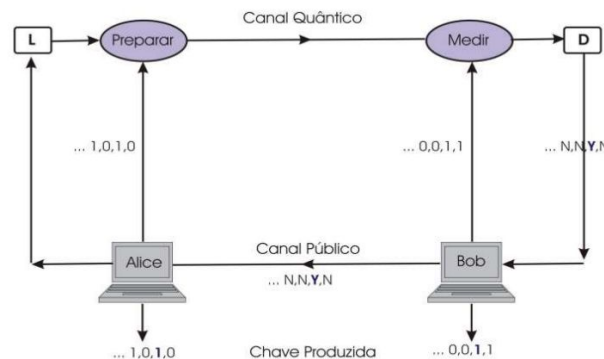 Canal Quântico
L
Preparar
Medir
D
... 1,0,1,0
... 0,0,1,1
... N,N,Y,N
Canal Público
Alice
Bob
... N,N,Y,N
... 1,0,1,0
Chave Produzida
... 0,0,1,1